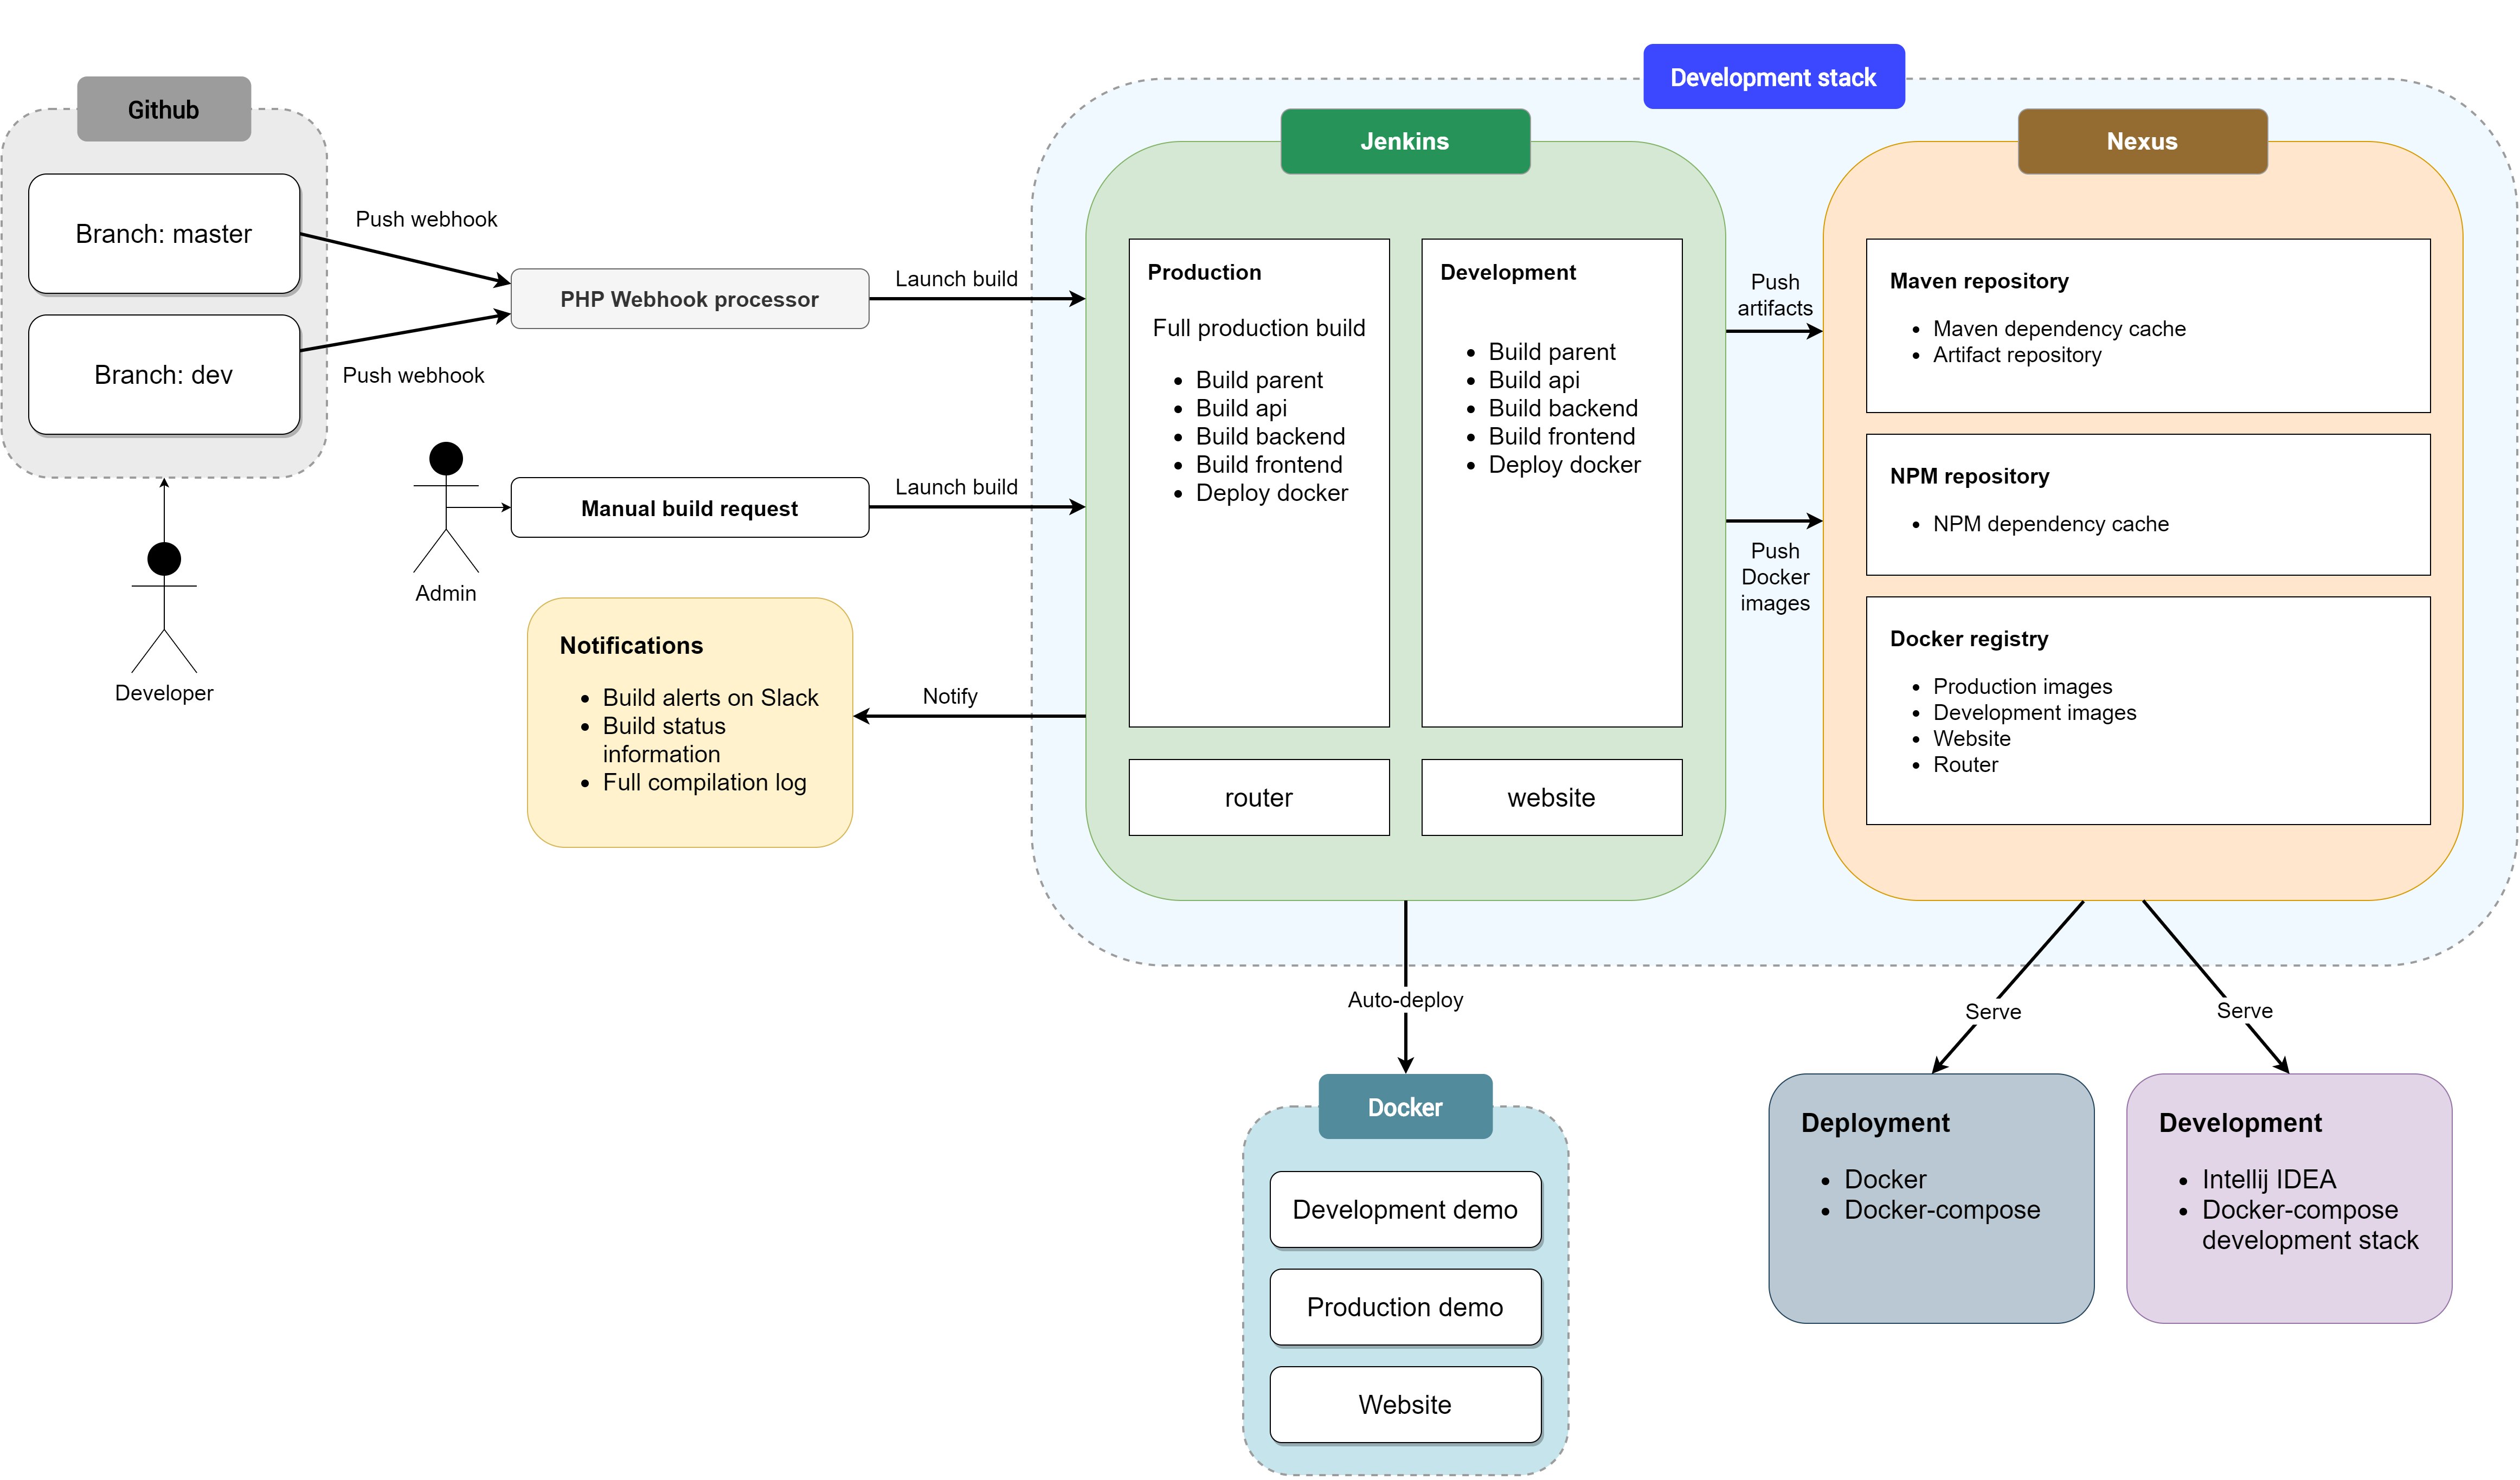 Development stack
Github
Branch: master
Branch: dev
Developer
Push webhook
Push webhook
PHP Webhook processor
Launch build
Admin
Manual build request
Launch build
Notifications
Build alerts on Slack
Build status
information
Full compilation log
Notify
Jenkins
Production
Full production build
Build parent
Build api
Build backend
Build frontend
Deploy docker
Development
Build parent
Build api
Build backend
Build frontend
Deploy docker
router
website
Push
artifacts
Push
Docker
images
Nexus
Maven repository
Maven dependency cache
Artifact repository
NPM repository
NPM dependency cache
Docker registry
Production images
Development images
Website
Router
Auto-deploy
Docker
Development demo
Production demo
Website
Serve
Serve
Deployment
Docker
Docker-compose
Development
Intellij IDEA
Docker-compose
development stack